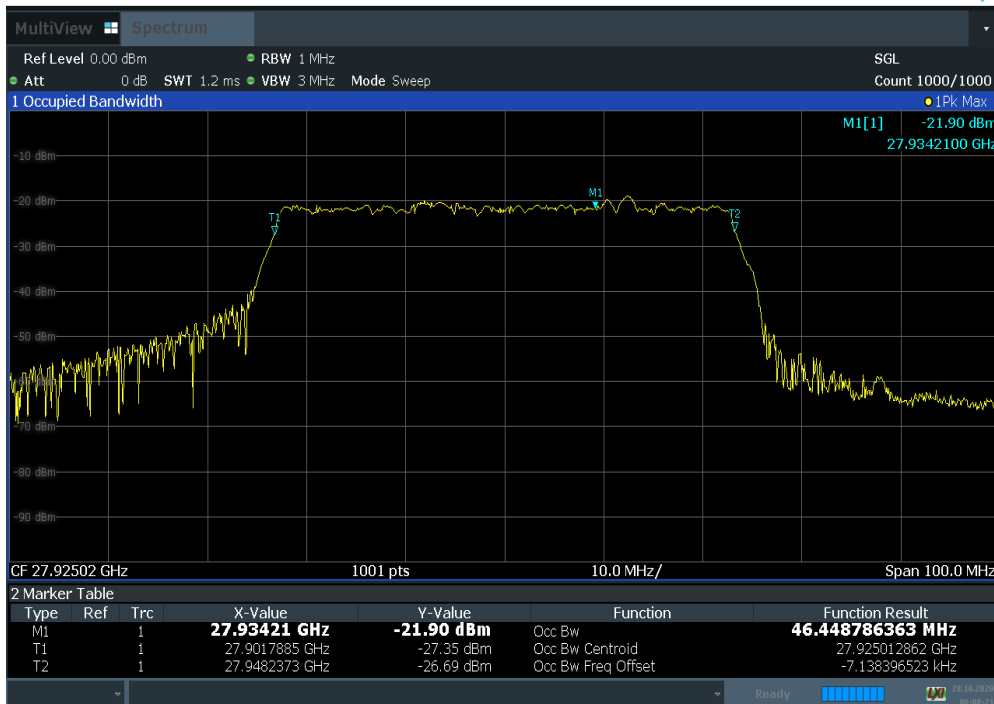 MultiView Spectrum
Ref Level 0.00 dBm RBW 1 MHz SGL
Att 0 dB SWT 1.2 ms VBW 3 MHz Mode Sweep Count 1000/1000
1 Occupied Bandwidth 1Pk Max
M1[1] -21.90 dBm
27.9342100 GHz
-10 dBm
-20 dBm
M1
T1
T2
-30 dBm
-40 dBm
-50 dBm
-70 dBm
-80 dBm
-90 dBm
CF 27.92502 GHz 1001 pts 10.0 MHz/ Span 100.0 MHz
2 Marker Table
Type Ref Trc X-Value Y-Value Function Function Result
M1 1 27.93421 GHz -21.90 dBm Occ Bw 46.448786363 MHz
T1 1 27.9017885 GHz -27.35 dBm Occ Bw Centroid 27.925012862 GHz
T2 1 27.9482373 GHz -26.69 dBm Occ Bw Freq Offset -7.138396523 kHz
Ready LXI 28.10.2020